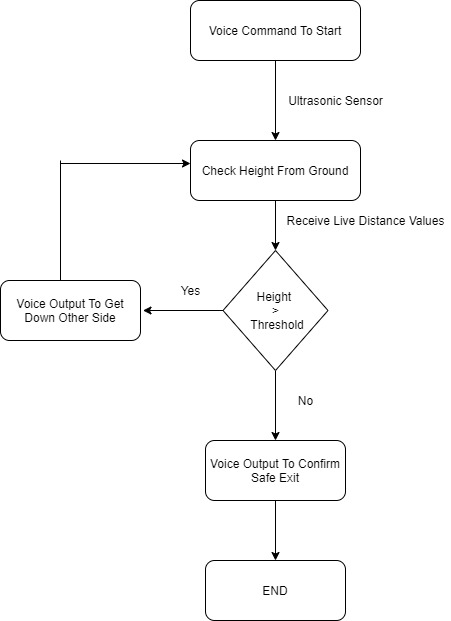 Voice Command To Start
Ultrasonic Sensor
Check Height From Ground
Receive Live Distance Values
Height
>
Threshold
Yes
Voice Output To Get
Down Other Side
No
Voice Output To Confirm
Safe Exit
END